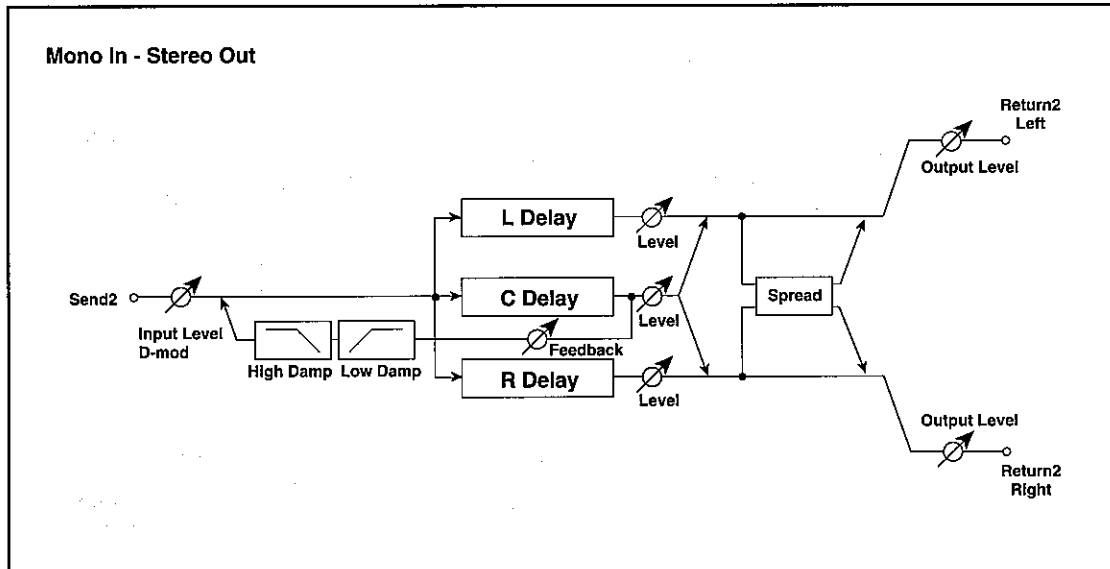 Mono In - Stereo Out
Return2
Left
Output Level
L Delay
Level
Send2
Input Level
D-mod
C Delay
Level
Spread
High Damp
Low Damp
Feedback
R Delay
Level
Output Level
Return2
Right